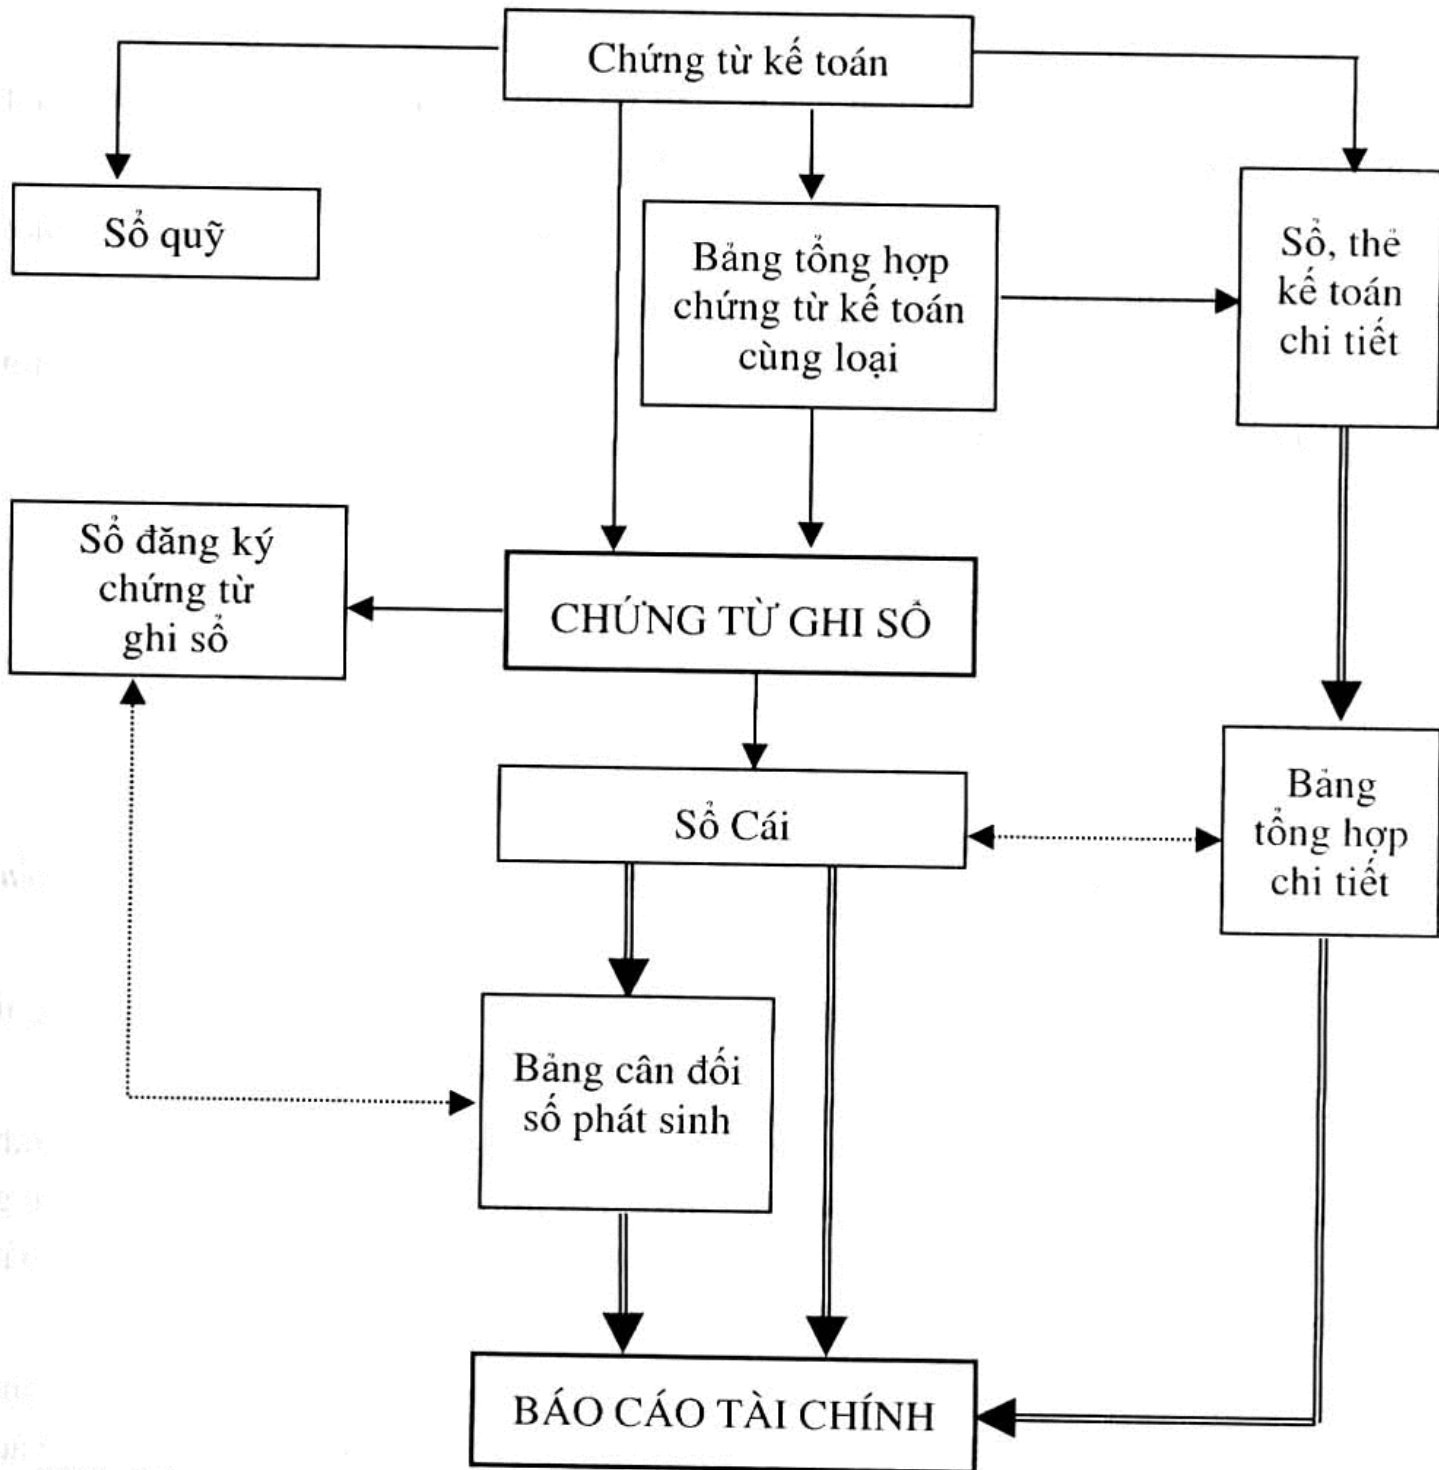 Chứng từ kế toán
Sổ quỹ
Bảng tổng hợp
chứng từ kế toán
cùng loại
Sổ, thẻ
kế toán
chi tiết
Sổ đăng ký
chứng từ
ghi sổ
CHỨNG TỪ GHI SỔ
Sổ Cái
Bảng
tổng hợp
chi tiết
Bảng cân đối
số phát sinh
BÁO CÁO TÀI CHÍNH